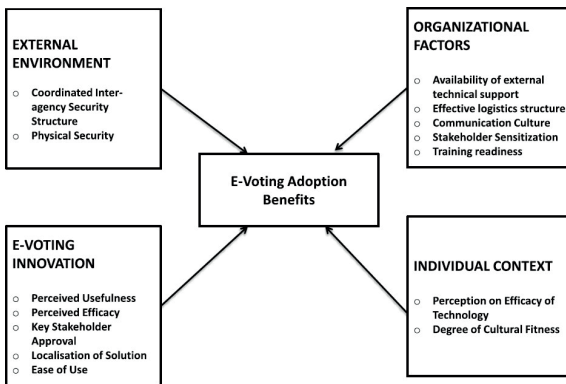 EXTERNAL
ENVIRONMENT
○ Coordinated Inter-
agency Security
Structure
○ Physical Security
ORGANIZATIONAL
FACTORS
○ Availability of external
technical support
○ Effective logistics structure
○ Communication Culture
○ Stakeholder Sensitization
○ Training readiness
E-Voting Adoption
Benefits
E-VOTING
INNOVATION
○ Perceived Usefulness
○ Perceived Efficacy
○ Key Stakeholder
Approval
○ Localisation of Solution
○ Ease of Use
INDIVIDUAL CONTEXT
○ Perception on Efficacy of
Technology
○ Degree of Cultural Fitness